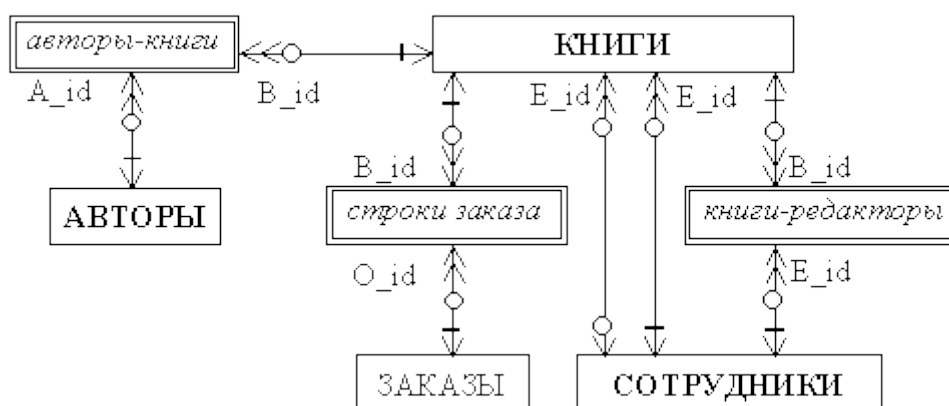 авторы-книги
КНИГИ
A_id
B_id
E_id
E_id
B_id
B_id
АВТОРЫ
строки заказа
книги-редакторы
O_id
E_id
ЗАКАЗЫ
СОТРУДНИКИ